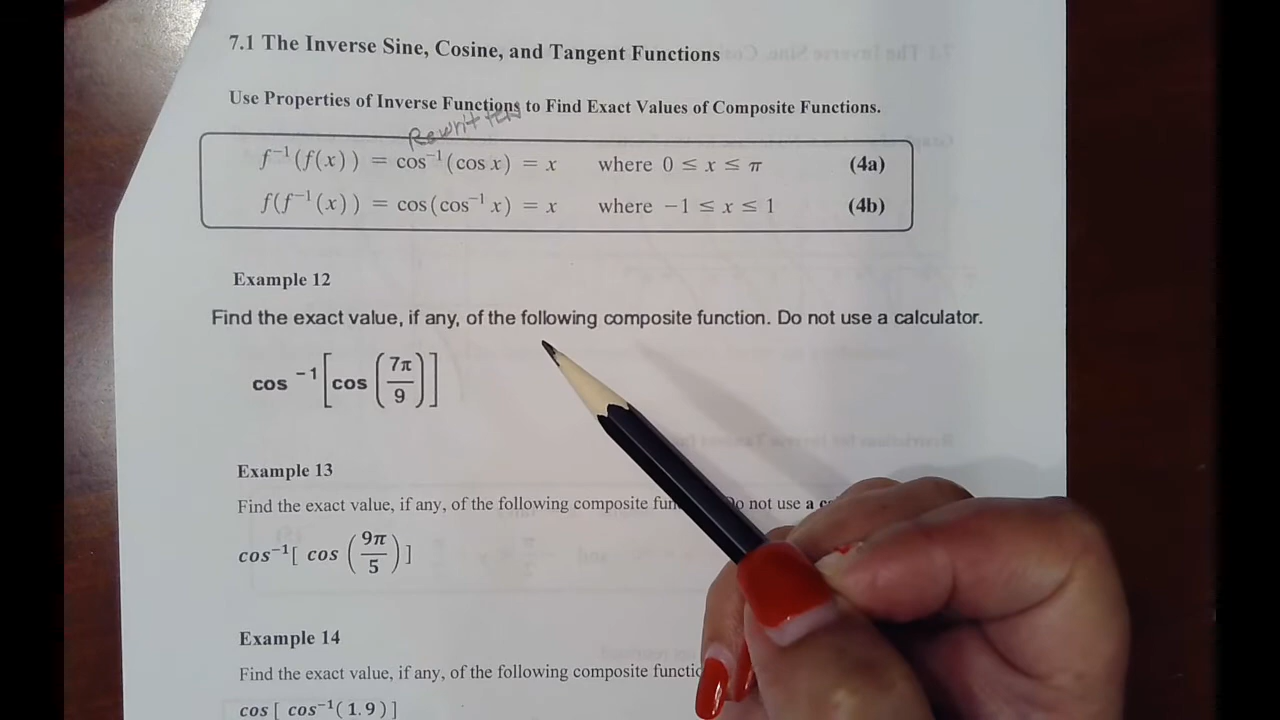 7.1 The Inverse Sine, Cosine, and Tangent Functions
Use Properties of Inverse Functions to Find Exact Values of Composite Functions.
Rewritten
f⁻¹(f(x)) = cos⁻¹(cos x) = x where 0 ≤ x ≤ π (4a)
f(f⁻¹(x)) = cos(cos⁻¹ x) = x where −1 ≤ x ≤ 1 (4b)
Example 12
Find the exact value, if any, of the following composite function. Do not use a calculator.
cos ⁻¹[cos (7π/9)]
Example 13
Find the exact value, if any, of the following composite Do not use a
cos⁻¹[ cos (9π/5) ]
Example 14
Find the exact value, if any, of the following
cos [ cos⁻¹(1.9) ]